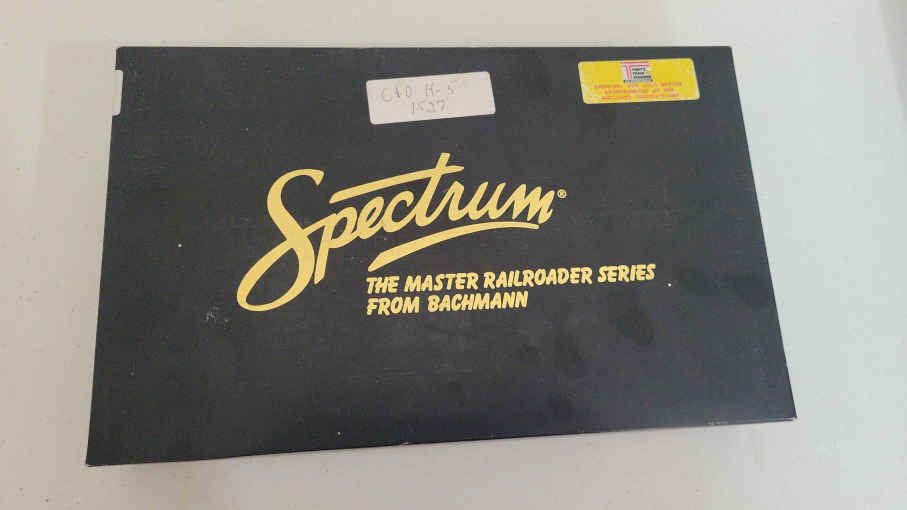 C&O H-5
1527
Spectrum®
THE MASTER RAILROADER SERIES
FROM BACHMANN